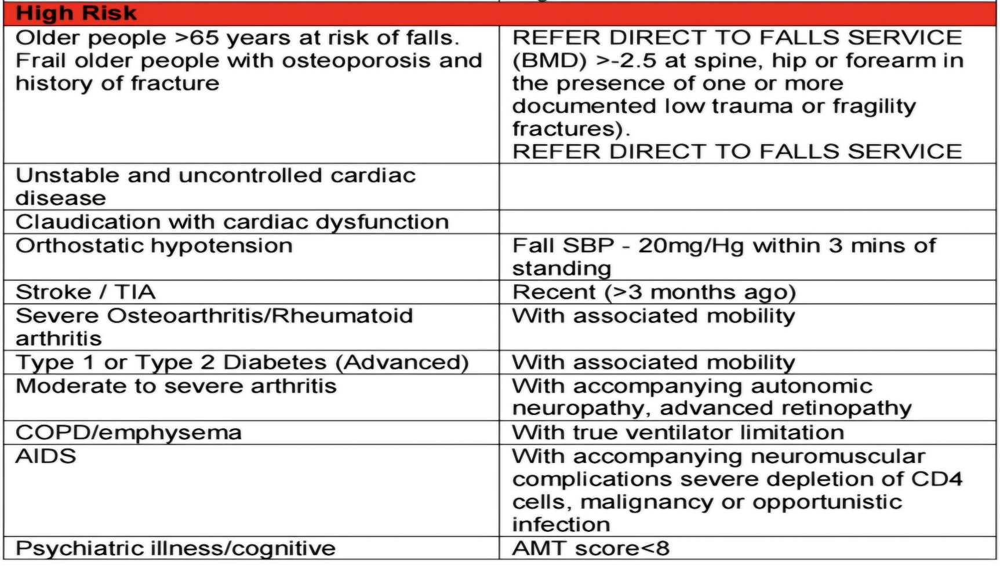 High Risk
Older people >65 years at risk of falls.
Frail older people with osteoporosis and
history of fracture
REFER DIRECT TO FALLS SERVICE
(BMD) >-2.5 at spine, hip or forearm in
the presence of one or more
documented low trauma or fragility
fractures).
REFER DIRECT TO FALLS SERVICE
Unstable and uncontrolled cardiac
disease
Claudication with cardiac dysfunction
Orthostatic hypotension
Fall SBP - 20mg/Hg within 3 mins of
standing
Stroke / TIA
Recent (>3 months ago)
Severe Osteoarthritis/Rheumatoid
arthritis
With associated mobility
Type 1 or Type 2 Diabetes (Advanced)
With associated mobility
Moderate to severe arthritis
With accompanying autonomic
neuropathy, advanced retinopathy
COPD/emphysema
With true ventilator limitation
AIDS
With accompanying neuromuscular
complications severe depletion of CD4
cells, malignancy or opportunistic
infection
Psychiatric illness/cognitive
AMT score<8